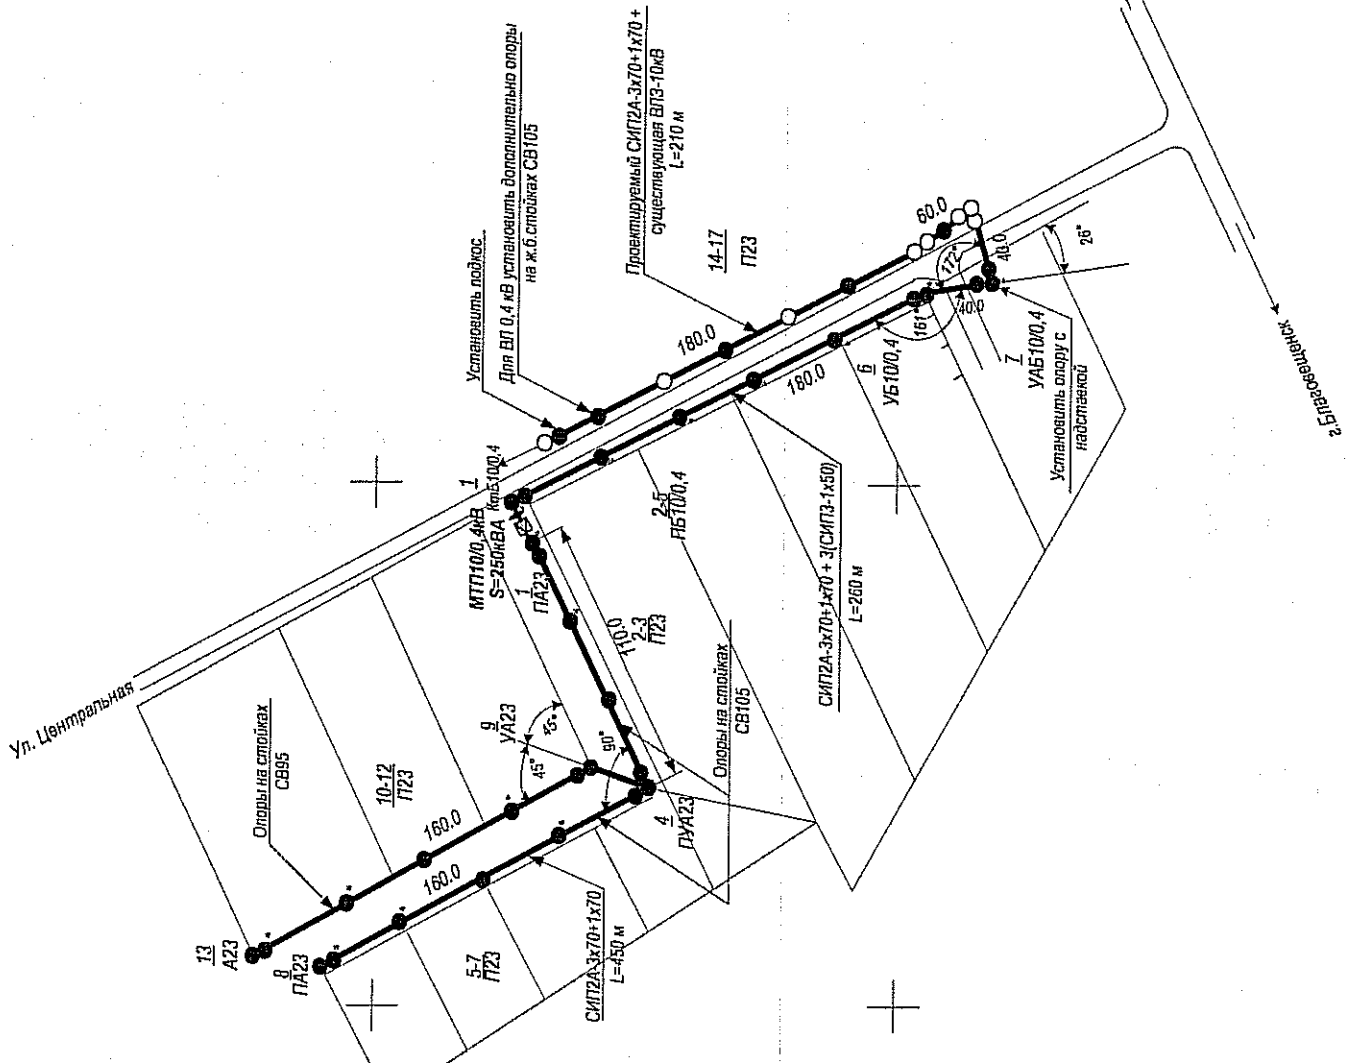 Ул. Центральная
Опоры на стойках
СВ95
10-12
П23
160.0
160.0
13
А23
8
ПА23
5-7
П23
СИП2А-3х70+1х70
L=450 м
9
УА23
45°
45°
90°
4
ПУА23
Опоры на стойках
СВ105
110.0
2-3
П23
1
ПА23
МТП10/0,4кВ
S=250кВА
1
КтБ10/0,4
Установить подкос
Для ВЛ 0,4 кВ установить дополнительно опоры
на ж.б.стойках СВ105
Проектируемый СИП2А-3х70+1х70 +
существующая ВЛЗ-10кВ
L=210 м
14-17
П23
180.0
180.0
60.0
2-5
ПБ10/0,4
СИП2А-3х70+1х70 + 3(СИП3-1х50)
L=260 м
6
УБ10/0,4
161°
172°
40.0
40.0
26°
7
УАБ10/0,4
Установить опору с
надставкой
г.Благовещенск